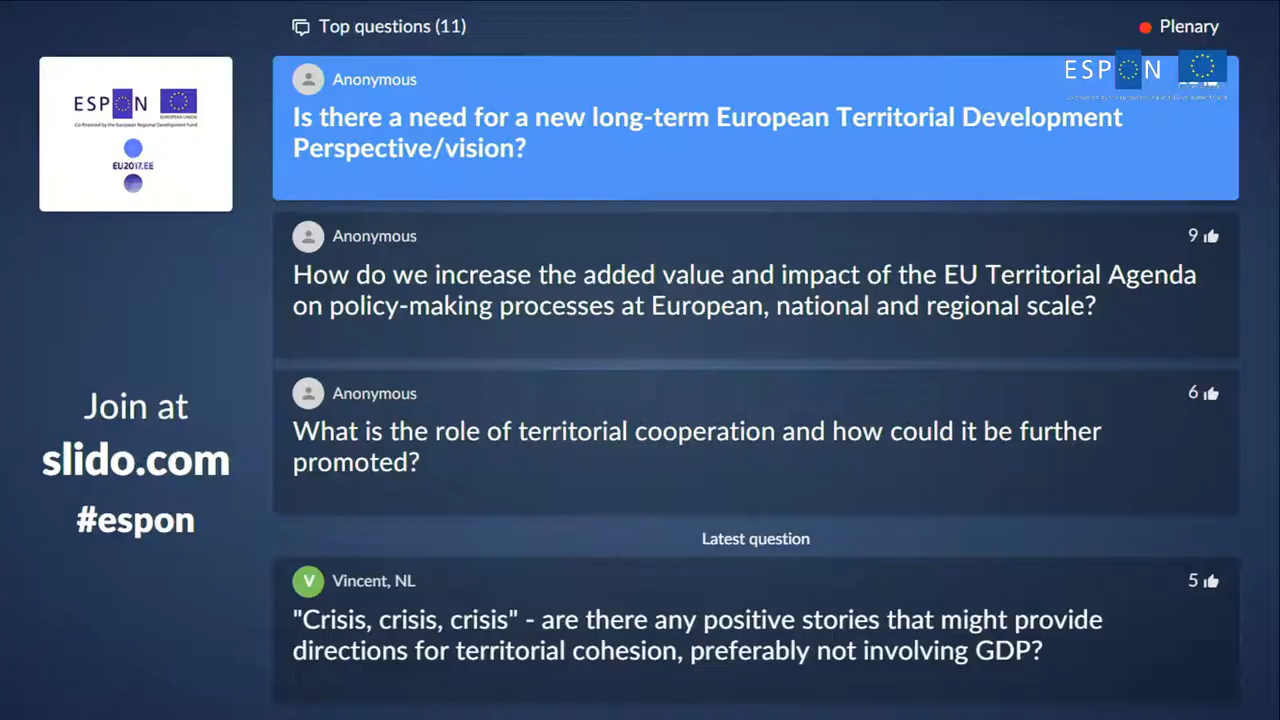 Top questions (11)
Plenary
ESPON
EUROPEAN UNION
Co-financed by the European Regional Development Fund
EU2017.EE
Join at
slido.com
#espon
ESPON
Anonymous
Is there a need for a new long-term European Territorial Development
Perspective/vision?
Anonymous
9
How do we increase the added value and impact of the EU Territorial Agenda
on policy-making processes at European, national and regional scale?
Anonymous
6
What is the role of territorial cooperation and how could it be further
promoted?
Latest question
V
Vincent, NL
5
"Crisis, crisis, crisis" - are there any positive stories that might provide
directions for territorial cohesion, preferably not involving GDP?